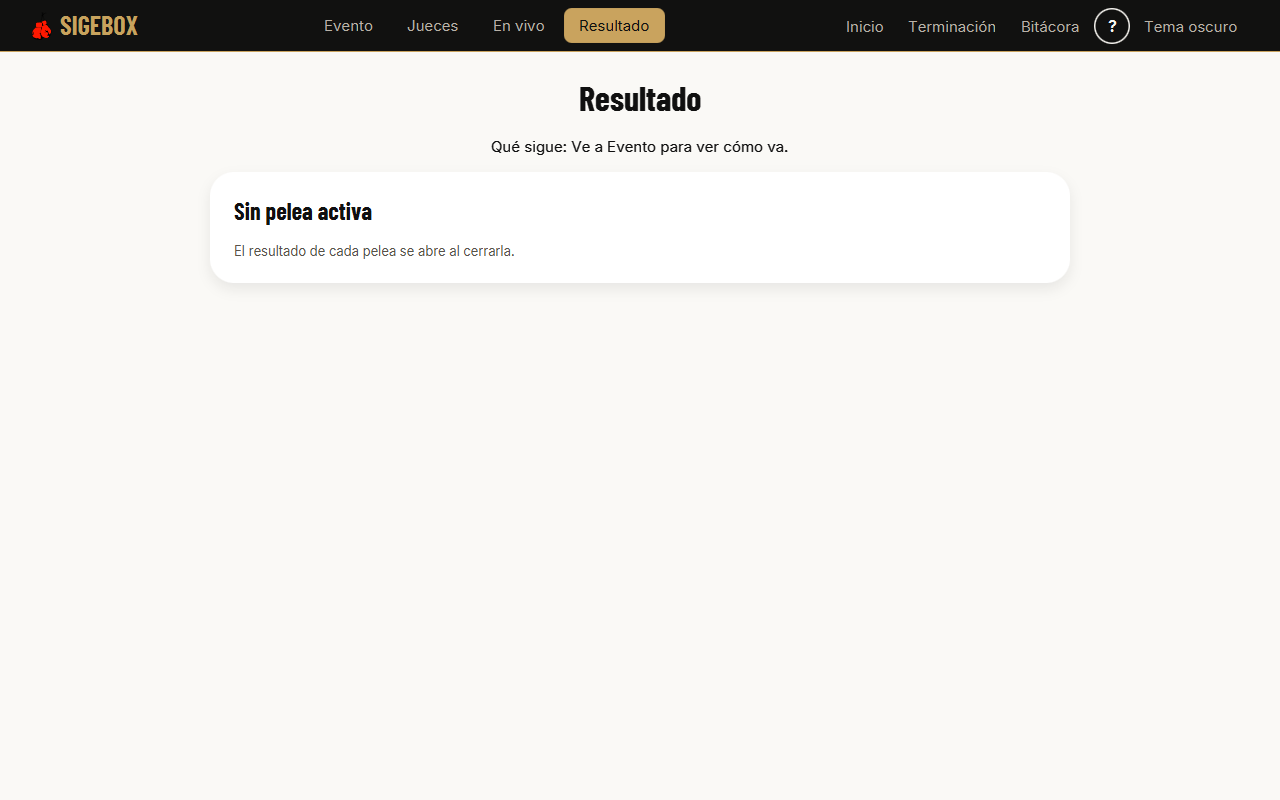 SIGEBOX
Evento
Jueces
En vivo
Resultado
Inicio
Terminación
Bitácora
?
Tema oscuro
Resultado
Qué sigue: Ve a Evento para ver cómo va.
Sin pelea activa
El resultado de cada pelea se abre al cerrarla.